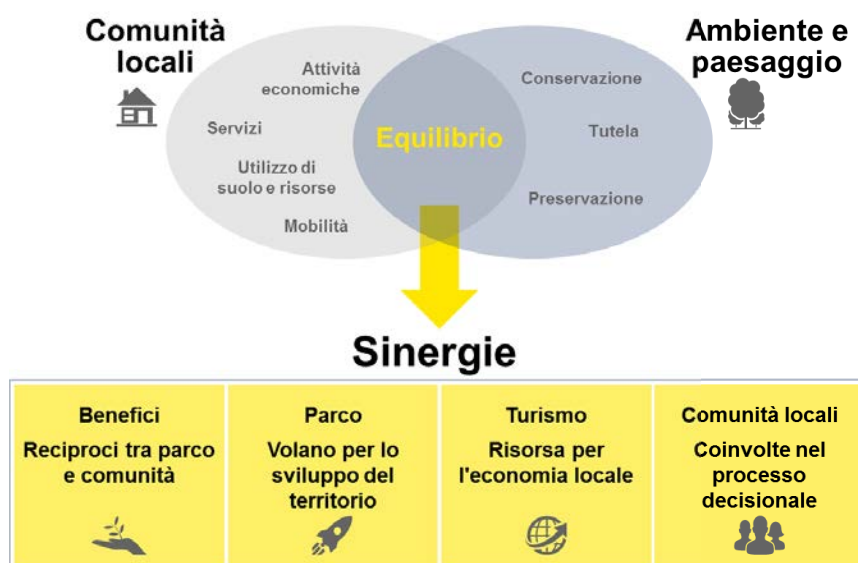 Comunità
locali
Ambiente e
paesaggio
Attività
economiche
Servizi
Utilizzo di
suolo e risorse
Mobilità
Equilibrio
Conservazione
Tutela
Preservazione
Sinergie
Benefici
Reciproci tra parco
e comunità
Parco
Volano per lo
sviluppo del
territorio
Turismo
Risorsa per
l'economia locale
Comunità locali
Coinvolte nel
processo
decisionale